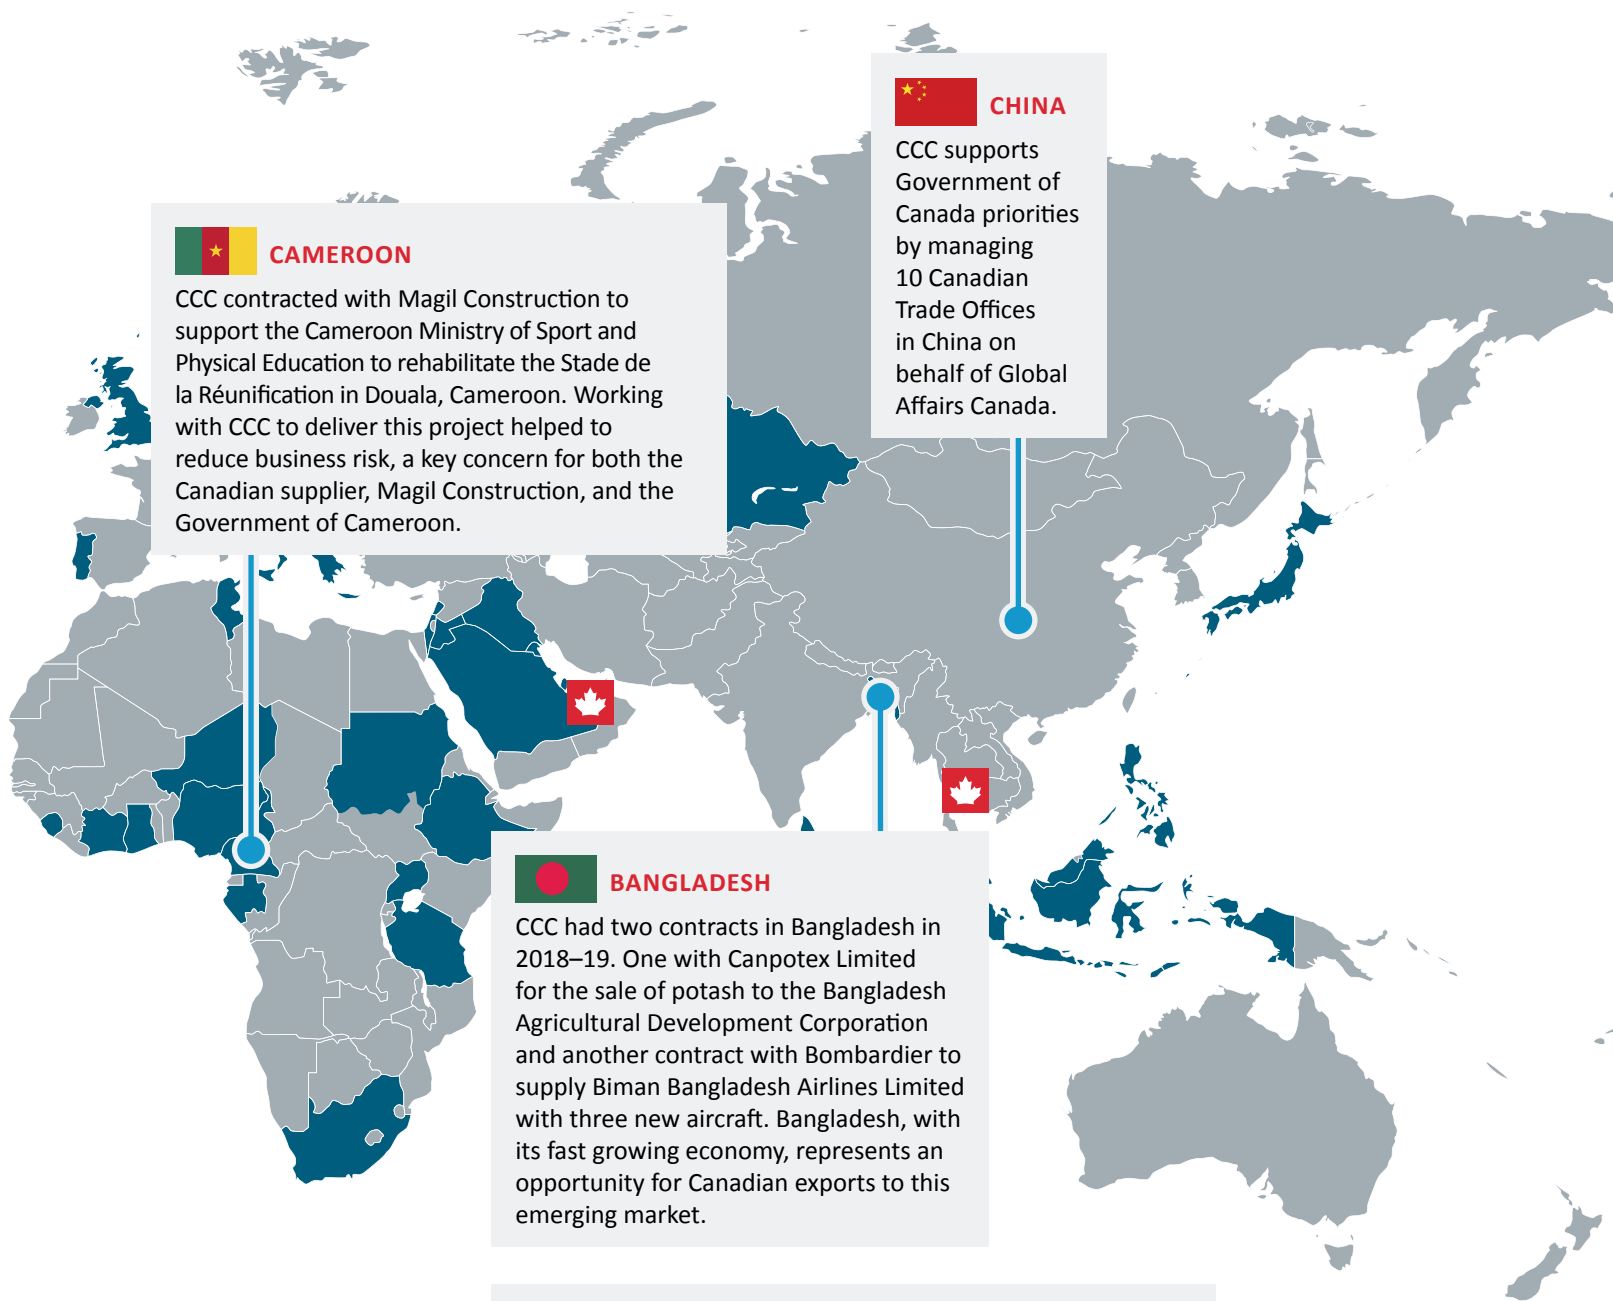 CHINA
CCC supports
Government of
Canada priorities
by managing
10 Canadian
Trade Offices
in China on
behalf of Global
Affairs Canada.
CAMEROON
CCC contracted with Magil Construction to
support the Cameroon Ministry of Sport and
Physical Education to rehabilitate the Stade de
la Réunification in Douala, Cameroon. Working
with CCC to deliver this project helped to
reduce business risk, a key concern for both the
Canadian supplier, Magil Construction, and the
Government of Cameroon.
BANGLADESH
CCC had two contracts in Bangladesh in
2018–19. One with Canpotex Limited
for the sale of potash to the Bangladesh
Agricultural Development Corporation
and another contract with Bombardier to
supply Biman Bangladesh Airlines Limited
with three new aircraft. Bangladesh, with
its fast growing economy, represents an
opportunity for Canadian exports to this
emerging market.